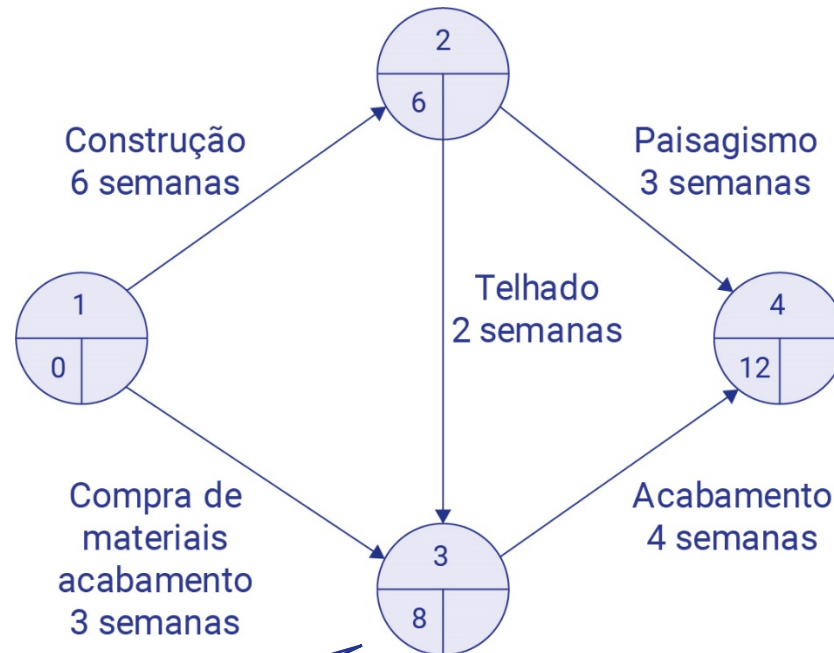 2
6
Construção
6 semanas
Paisagismo
3 semanas
1
0
Telhado
2 semanas
4
12
Compra de
materiais
acabamento
3 semanas
Acabamento
4 semanas
3
8